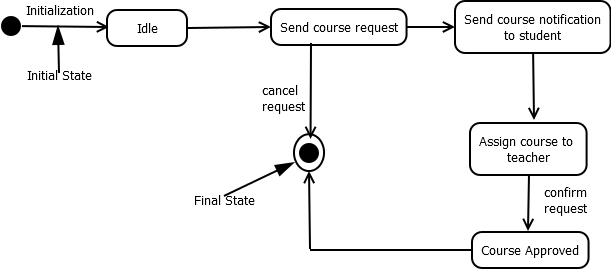 Initialization
Idle
Send course request
Send course notification
to student
Initial State
cancel
request
Assign course to
teacher
confirm
request
Final State
Course Approved